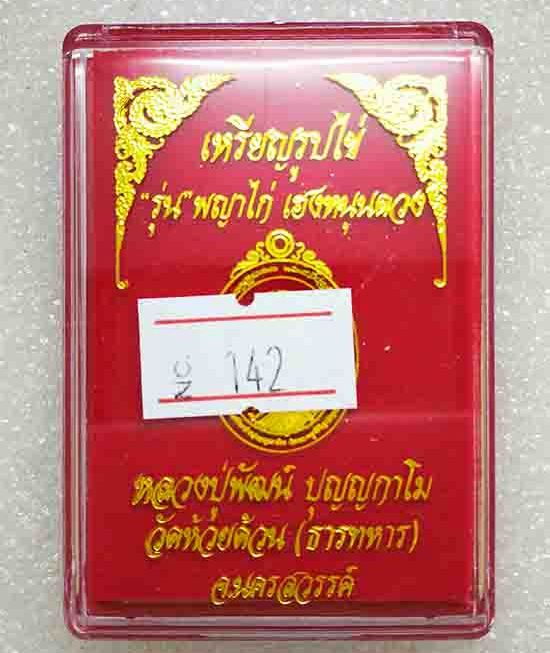 เหรียญรูปไข่
"รุ่น" พญาไก่ เฮงหนุนดวง
142
หลวงปู่พัฒน์ ปุญญกาโม
วัดห้วยด้วน (ธารทหาร)
จ.นครสวรรค์